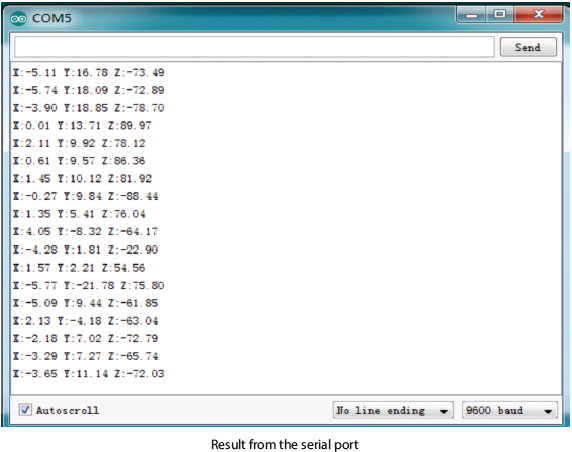 COM5
Send
X:-5.11 Y:16.78 Z:-73.49
X:-5.74 Y:18.09 Z:-72.89
X:-3.90 Y:18.85 Z:-78.70
X:0.01 Y:13.71 Z:89.97
X:2.11 Y:9.92 Z:78.12
X:0.61 Y:9.57 Z:86.36
X:1.45 Y:10.12 Z:81.92
X:-0.27 Y:9.84 Z:-88.44
X:1.35 Y:5.41 Z:76.04
X:4.05 Y:-8.32 Z:-64.17
X:-4.28 Y:1.81 Z:-22.90
X:1.57 Y:2.21 Z:54.56
X:-5.77 Y:-21.78 Z:75.80
X:-5.09 Y:9.44 Z:-61.85
X:2.13 Y:-4.18 Z:-63.04
X:-2.18 Y:7.02 Z:-72.79
X:-3.29 Y:7.27 Z:-65.74
X:-3.65 Y:11.14 Z:-72.03
Autoscroll No line ending 9600 baud
Result from the serial port